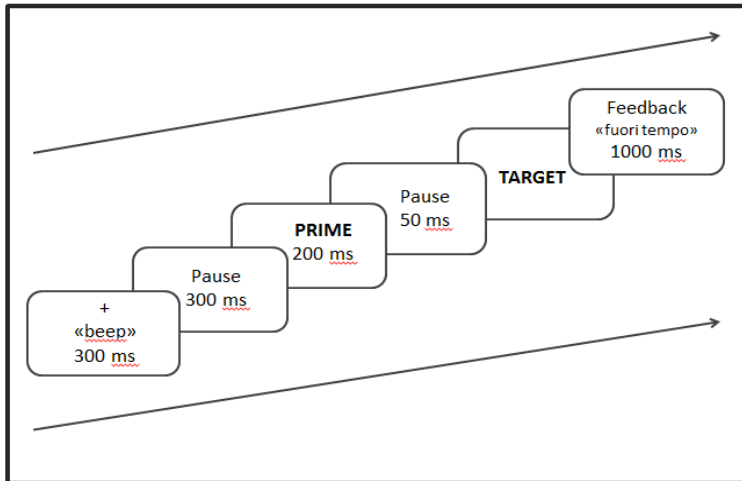 +
«beep»
300 ms
Pause
300 ms
PRIME
200 ms
Pause
50 ms
TARGET
Feedback
«fuori tempo»
1000 ms